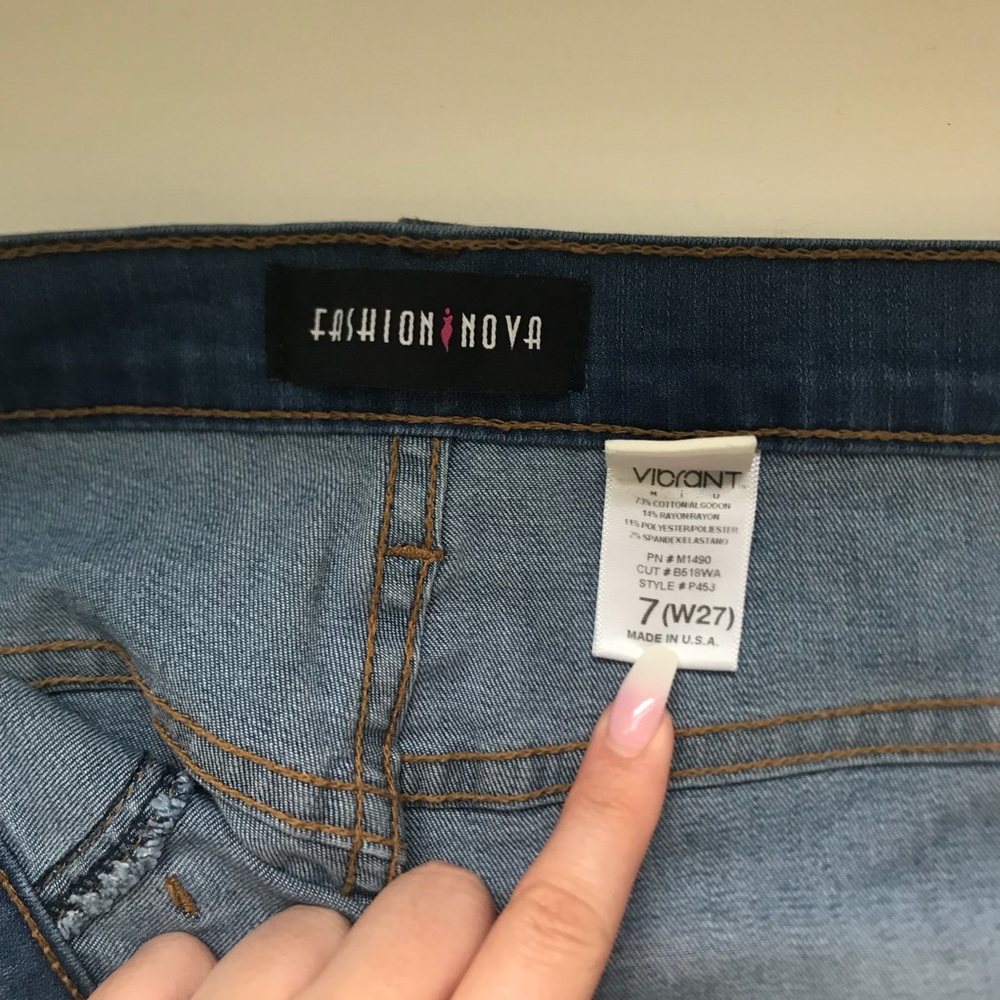 FASHION NOVA
VIBRANT
M I U
73% COTTON/ALGODON
14% RAYON/RAYON
11% POLYESTER/POLIESTER
2% SPANDEX/ELASTANO
PN # M1490
CUT # B518WA
STYLE # P45J
7 (W27)
MADE IN U.S.A.